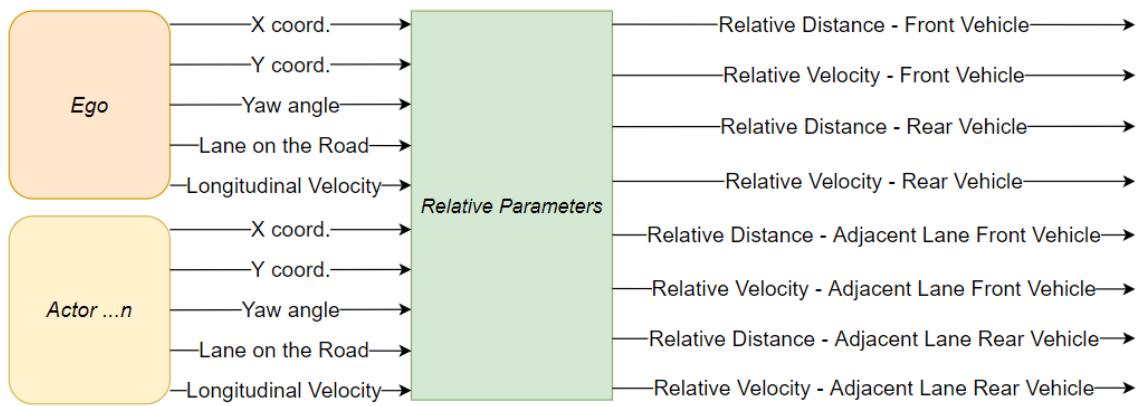 Ego
X coord.
Y coord.
Yaw angle
Lane on the Road
Longitudinal Velocity
Actor ...n
X coord.
Y coord.
Yaw angle
Lane on the Road
Longitudinal Velocity
Relative Parameters
Relative Distance - Front Vehicle
Relative Velocity - Front Vehicle
Relative Distance - Rear Vehicle
Relative Velocity - Rear Vehicle
Relative Distance - Adjacent Lane Front Vehicle
Relative Velocity - Adjacent Lane Front Vehicle
Relative Distance - Adjacent Lane Rear Vehicle
Relative Velocity - Adjacent Lane Rear Vehicle